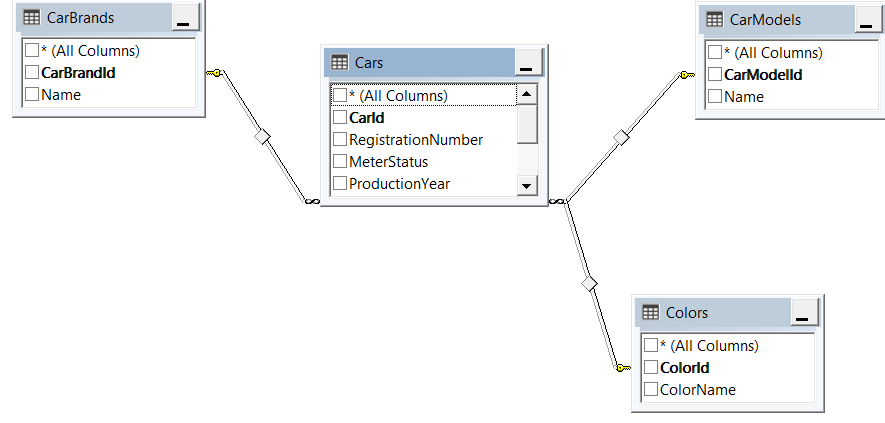 CarBrands
* (All Columns)
CarBrandId
Name
Cars
* (All Columns)
CarId
RegistrationNumber
MeterStatus
ProductionYear
CarModels
* (All Columns)
CarModelId
Name
Colors
* (All Columns)
ColorId
ColorName